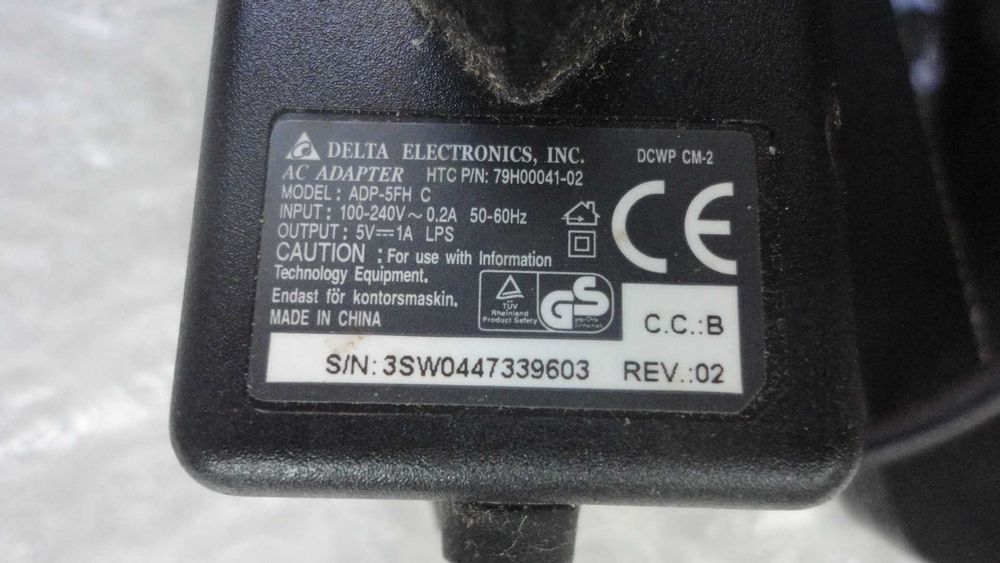 DELTA ELECTRONICS, INC. DCWP CM-2
AC ADAPTER HTC P/N: 79H00041-02
MODEL: ADP-5FH C
INPUT: 100-240V~0.2A 50-60Hz
OUTPUT: 5V⎓1A LPS
CAUTION : For use with Information
Technology Equipment.
Endast för kontorsmaskin.
MADE IN CHINA
CE
TÜV
Rheinland
Product Safety
GS
C.C.:B
S/N: 3SW0447339603 REV.:02